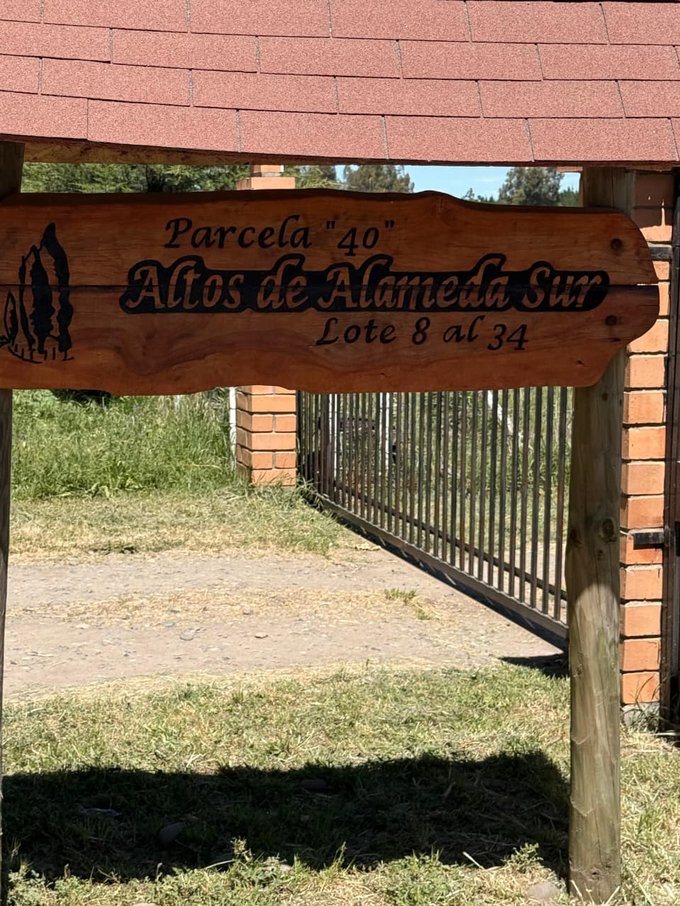 Parcela "40"
Altos de Alameda Sur
Lote 8 al 34